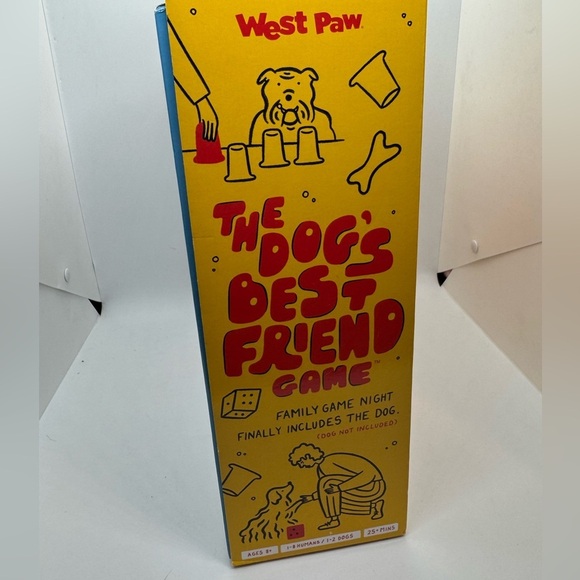 West Paw
THE
DOG'S
BEST
FRIEND
GAME™
FAMILY GAME NIGHT
FINALLY INCLUDES THE DOG.
(DOG NOT INCLUDED)
AGES 8+
1-8 HUMANS / 1-2 DOGS
25+ MINS